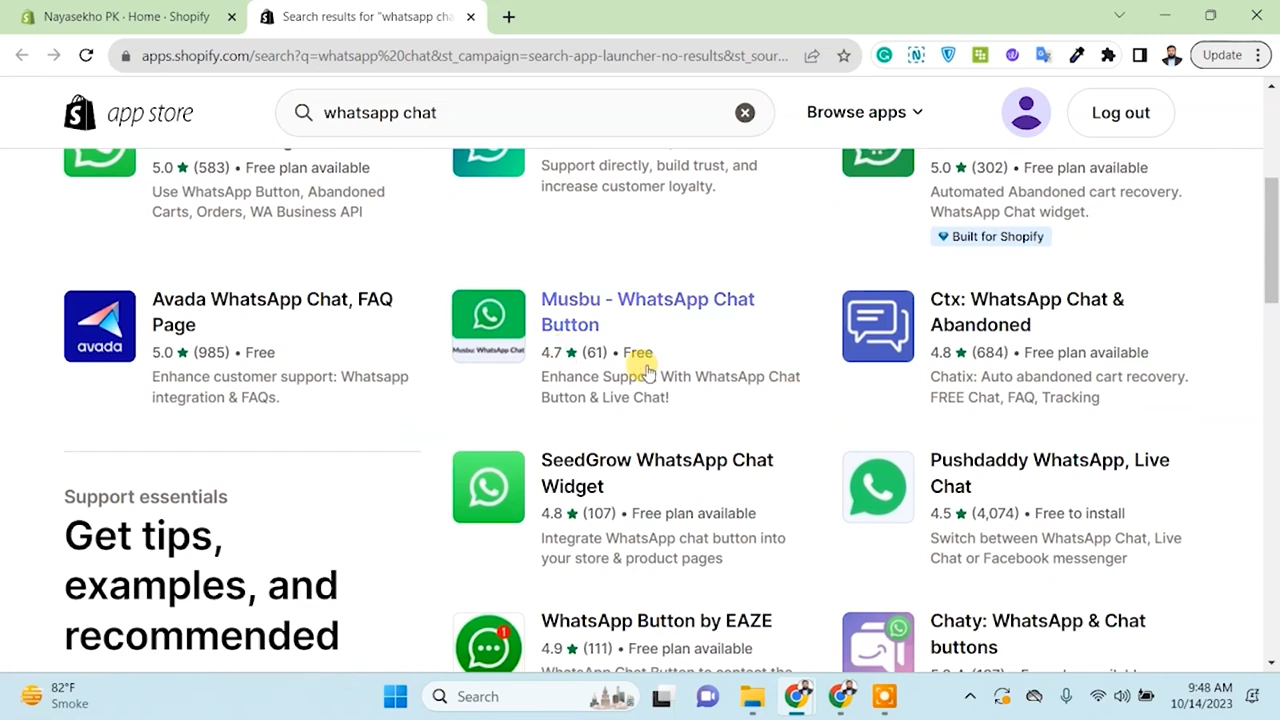 Nayasekho PK · Home · Shopify
Search results for "whatsapp cha
apps.shopify.com/search?q=whatsapp%20chat&st_campaign=search-app-launcher-no-results&st_sour...
Update
app store
whatsapp chat
Browse apps
Log out
5.0 ★ (583) • Free plan available
Use WhatsApp Button, Abandoned
Carts, Orders, WA Business API
Support directly, build trust, and
increase customer loyalty.
5.0 ★ (302) • Free plan available
Automated Abandoned cart recovery.
WhatsApp Chat widget.
Built for Shopify
avada
Avada WhatsApp Chat, FAQ
Page
5.0 ★ (985) • Free
Enhance customer support: Whatsapp
integration & FAQs.
Musbu: WhatsApp Chat
Musbu - WhatsApp Chat
Button
4.7 ★ (61) • Free
Enhance Support With WhatsApp Chat
Button & Live Chat!
Ctx: WhatsApp Chat &
Abandoned
4.8 ★ (684) • Free plan available
Chatix: Auto abandoned cart recovery.
FREE Chat, FAQ, Tracking
Support essentials
Get tips,
examples, and
recommended
SeedGrow WhatsApp Chat
Widget
4.8 ★ (107) • Free plan available
Integrate WhatsApp chat button into
your store & product pages
Pushdaddy WhatsApp, Live
Chat
4.5 ★ (4,074) • Free to install
Switch between WhatsApp Chat, Live
Chat or Facebook messenger
WhatsApp Button by EAZE
4.9 ★ (111) • Free plan available
Chaty: WhatsApp & Chat
buttons
82°F
Smoke
Search
9:48 AM
10/14/2023